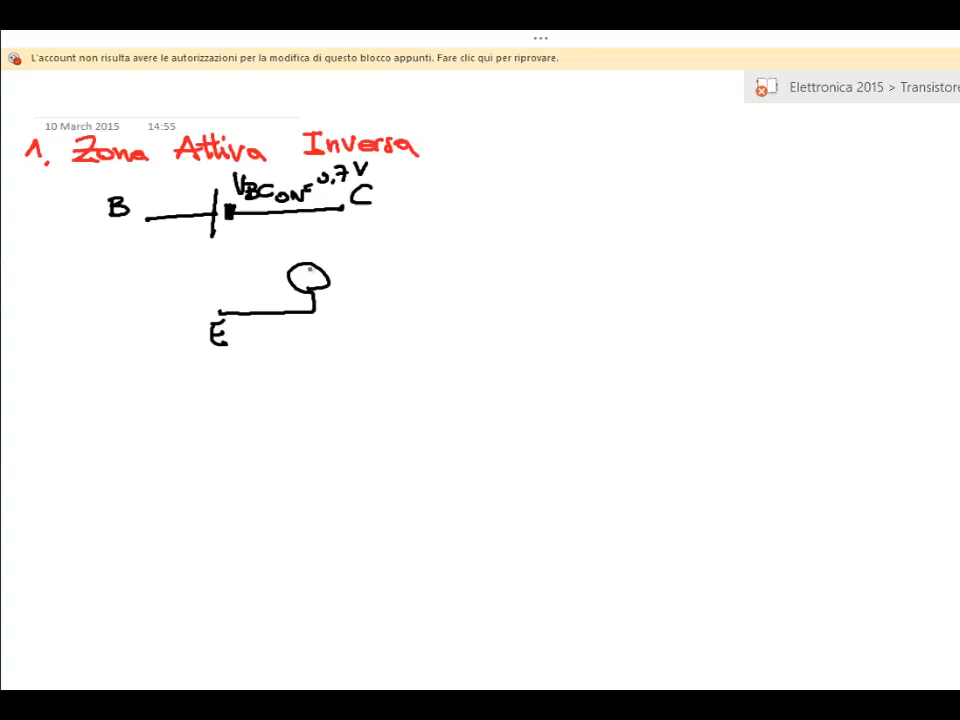 L'account non risulta avere le autorizzazioni per la modifica di questo blocco appunti. Fare clic qui per riprovare.
Elettronica 2015 > Transistore
10 March 2015 14:55
1. Zona Attiva Inversa
B VBCON= 0,7 V C
E